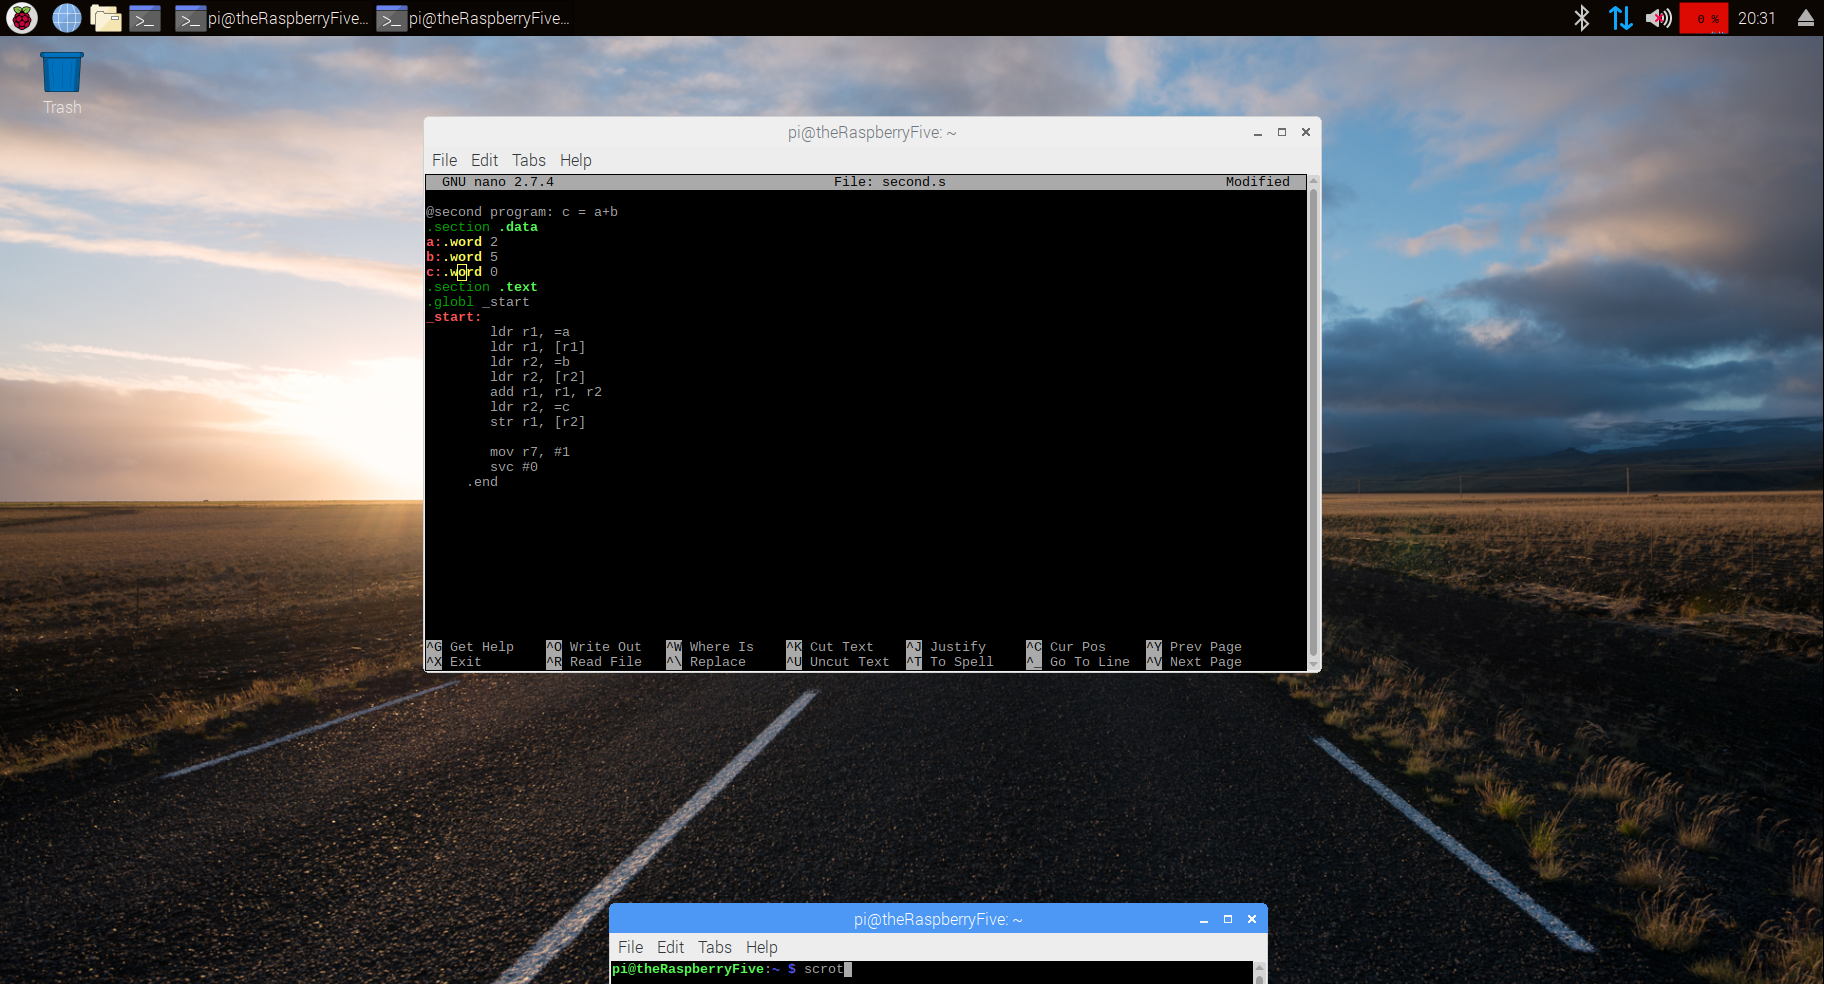 pi@theRaspberryFive... pi@theRaspberryFive... 0 % 20:31
Trash
pi@theRaspberryFive: ~
File Edit Tabs Help
GNU nano 2.7.4 File: second.s Modified
@second program: c = a+b
.section .data
a:.word 2
b:.word 5
c:.word 0
.section .text
.globl _start
_start:
ldr r1, =a
ldr r1, [r1]
ldr r2, =b
ldr r2, [r2]
add r1, r1, r2
ldr r2, =c
str r1, [r2]
mov r7, #1
svc #0
.end
^G Get Help ^O Write Out ^W Where Is ^K Cut Text ^J Justify ^C Cur Pos ^Y Prev Page
^X Exit ^R Read File ^\ Replace ^U Uncut Text ^T To Spell ^_ Go To Line ^V Next Page
pi@theRaspberryFive: ~
File Edit Tabs Help
pi@theRaspberryFive:~ $ scrot